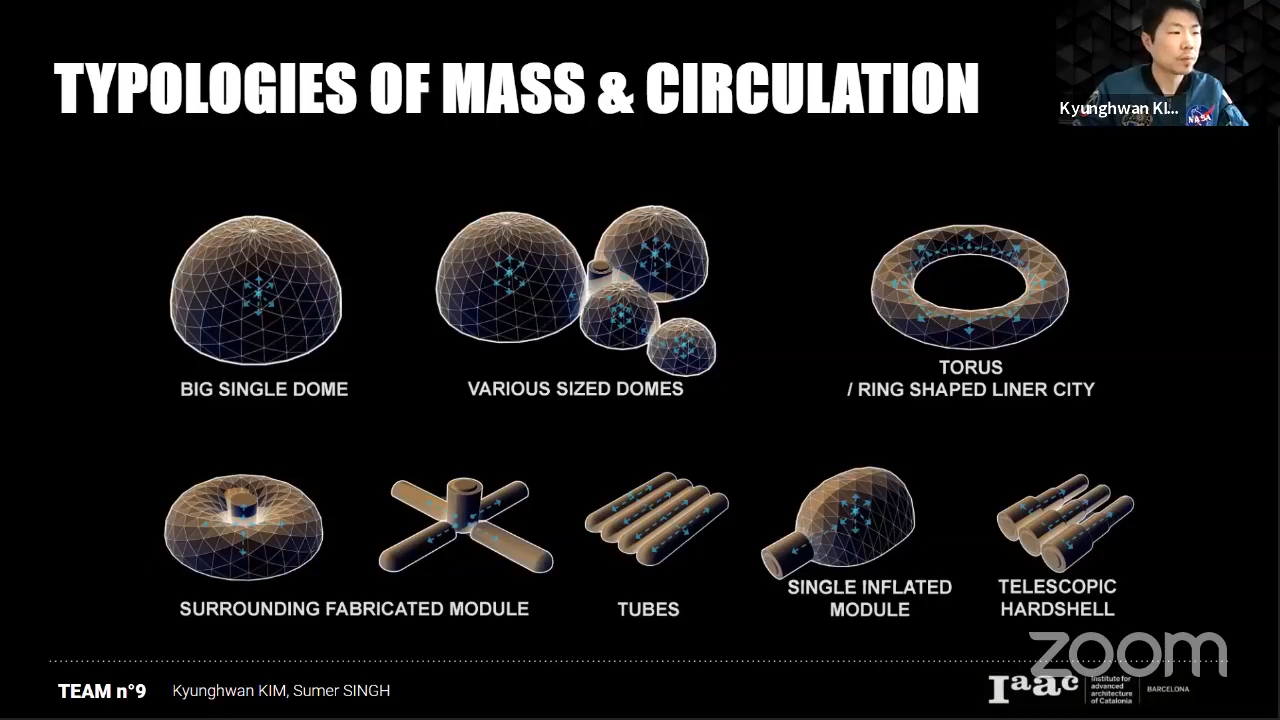 TYPOLOGIES OF MASS & CIRCULATION
Kyunghwan KI...
NASA
BIG SINGLE DOME
VARIOUS SIZED DOMES
TORUS
/ RING SHAPED LINER CITY
SURROUNDING FABRICATED MODULE
TUBES
SINGLE INFLATED
MODULE
TELESCOPIC
HARDSHELL
zoom
TEAM n°9
Kyunghwan KIM, Sumer SINGH
Iaac
Institute for
advanced
architecture
of Catalonia
BARCELONA